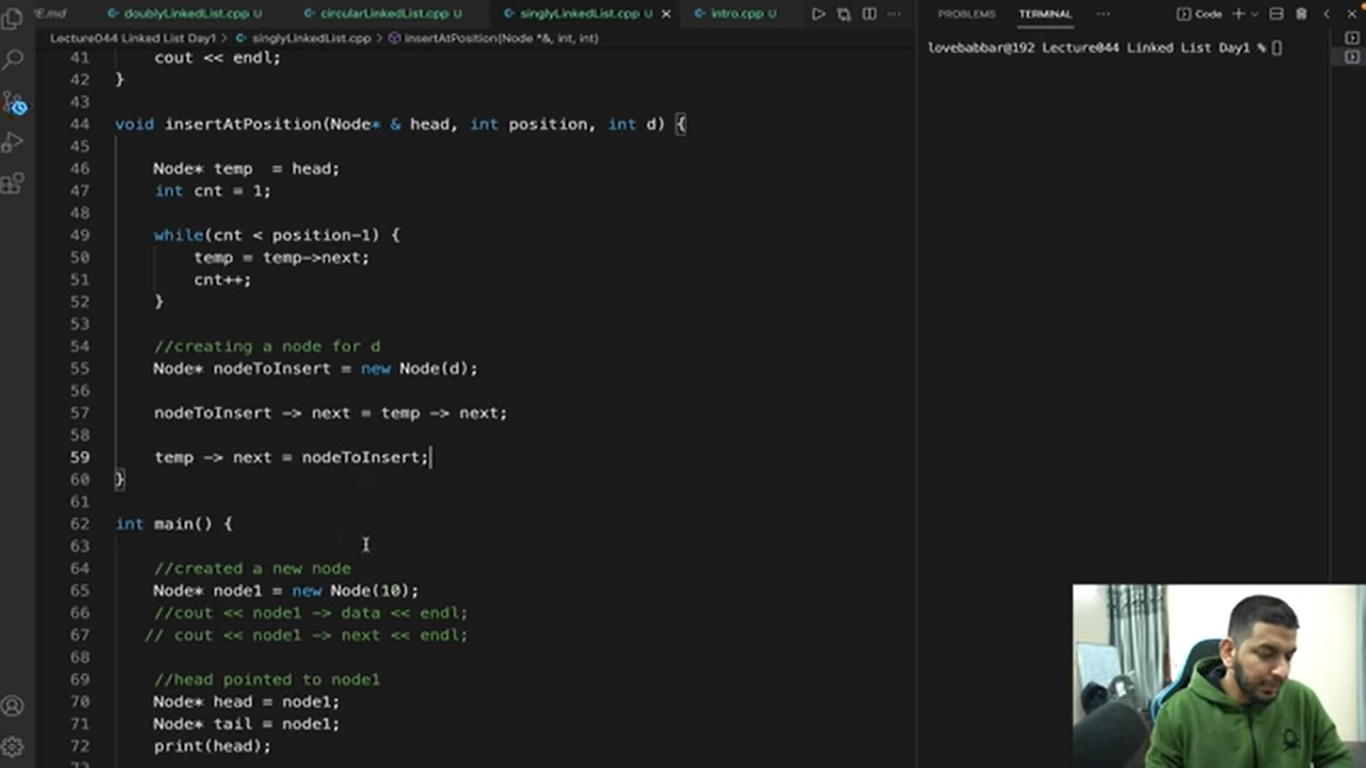 E.md doublyLinkedList.cpp U circularLinkedList.cpp U singlyLinkedList.cpp U intro.cpp U PROBLEMS TERMINAL Code
Lecture044 Linked List Day1 > singlyLinkedList.cpp > insertAtPosition(Node *&, int, int)
lovebabbar@192 Lecture044 Linked List Day1 %
41 cout << endl;
42 }
43
44 void insertAtPosition(Node* & head, int position, int d) {
45
46 Node* temp  = head;
47 int cnt = 1;
48
49 while(cnt < position-1) {
50 temp = temp->next;
51 cnt++;
52 }
53
54 //creating a node for d
55 Node* nodeToInsert = new Node(d);
56
57 nodeToInsert -> next = temp -> next;
58
59 temp -> next = nodeToInsert;
60 }
61
62 int main() {
63
64 //created a new node
65 Node* node1 = new Node(10);
66 //cout << node1 -> data << endl;
67 // cout << node1 -> next << endl;
68
69 //head pointed to node1
70 Node* head = node1;
71 Node* tail = node1;
72 print(head);